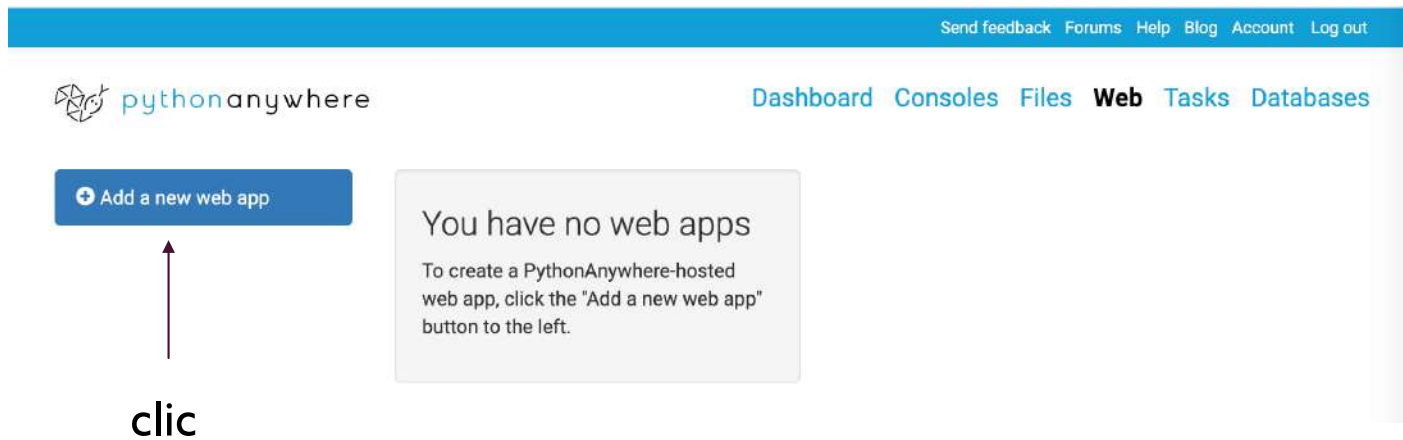 Send feedback Forums Help Blog Account Log out
pythonanywhere
Dashboard Consoles Files Web Tasks Databases
Add a new web app
You have no web apps
To create a PythonAnywhere-hosted
web app, click the "Add a new web app"
button to the left.
clic